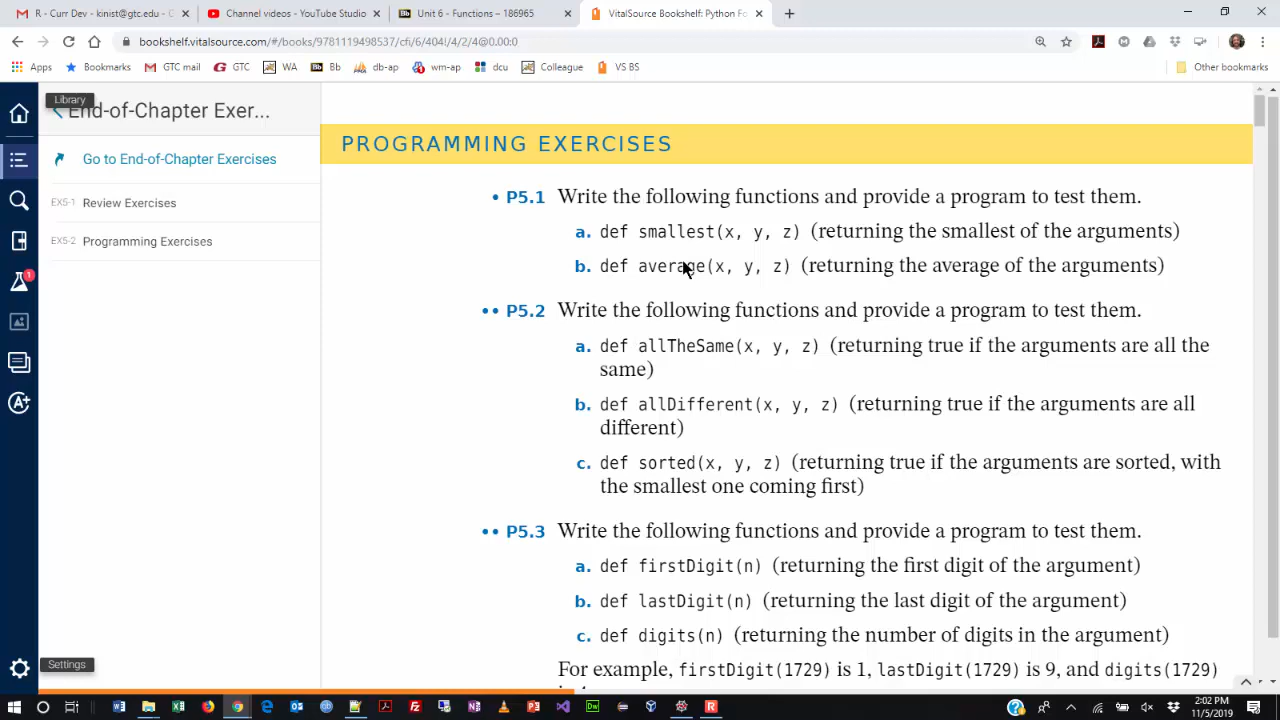 R - Curr Dev - kinist@gtc.edu - G
Channel videos - YouTube Studio
Unit 6 - Functions – 186965
VitalSource Bookshelf: Python Fo
bookshelf.vitalsource.com/#/books/9781119498537/cfi/6/404!/4/2/4@0.00:0
Apps Bookmarks GTC mail GTC WA Bb db-ap wm-ap dcu Colleague VS BS Other bookmarks
Library
End-of-Chapter Exer...
Go to End-of-Chapter Exercises
EX5-1 Review Exercises
EX5-2 Programming Exercises
1
Settings
PROGRAMMING EXERCISES
• P5.1 Write the following functions and provide a program to test them.
a. def smallest(x, y, z) (returning the smallest of the arguments)
b. def average(x, y, z) (returning the average of the arguments)
•• P5.2 Write the following functions and provide a program to test them.
a. def allTheSame(x, y, z) (returning true if the arguments are all the
same)
b. def allDifferent(x, y, z) (returning true if the arguments are all
different)
c. def sorted(x, y, z) (returning true if the arguments are sorted, with
the smallest one coming first)
•• P5.3 Write the following functions and provide a program to test them.
a. def firstDigit(n) (returning the first digit of the argument)
b. def lastDigit(n) (returning the last digit of the argument)
c. def digits(n) (returning the number of digits in the argument)
For example, firstDigit(1729) is 1, lastDigit(1729) is 9, and digits(1729)
2:02 PM
11/5/2019